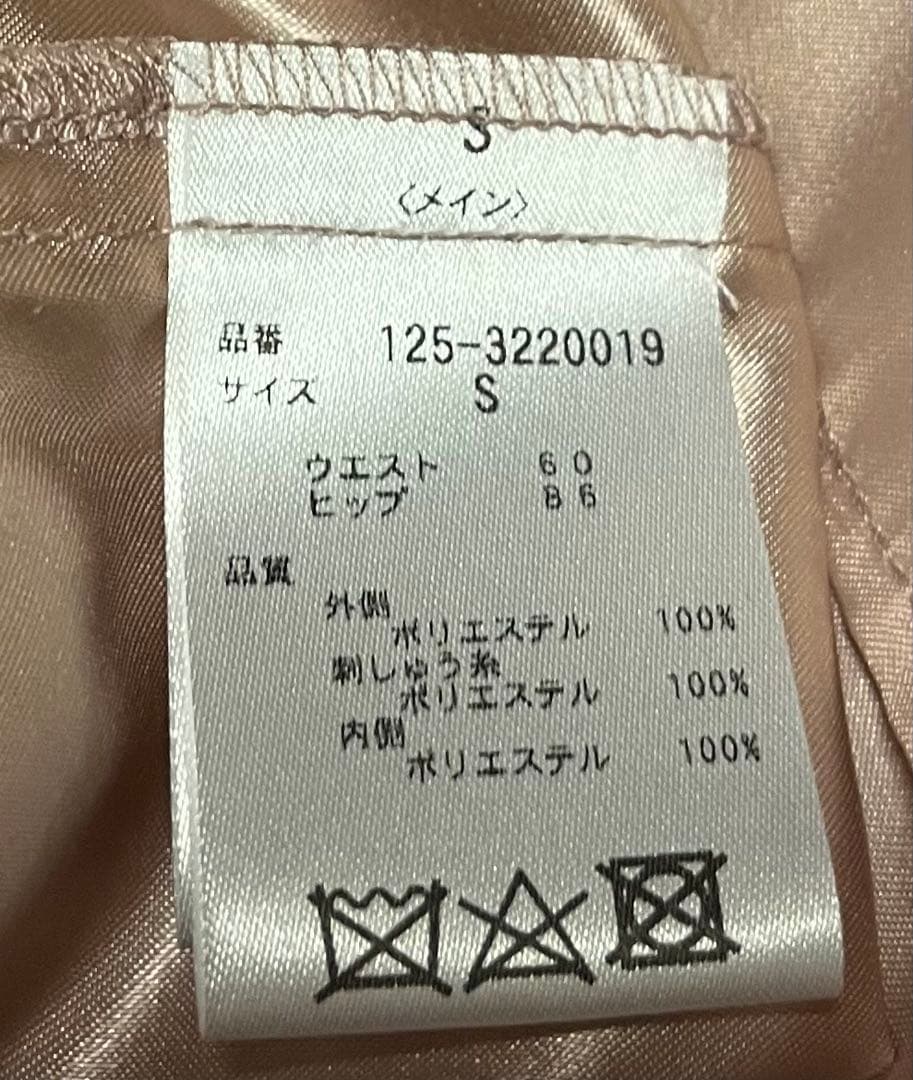 S
〈メイン〉
品番 125-3220019
サイズ S
ウエスト 60
ヒップ 86
品質
外側
ポリエステル 100%
刺しゅう糸
ポリエステル 100%
内側
ポリエステル 100%